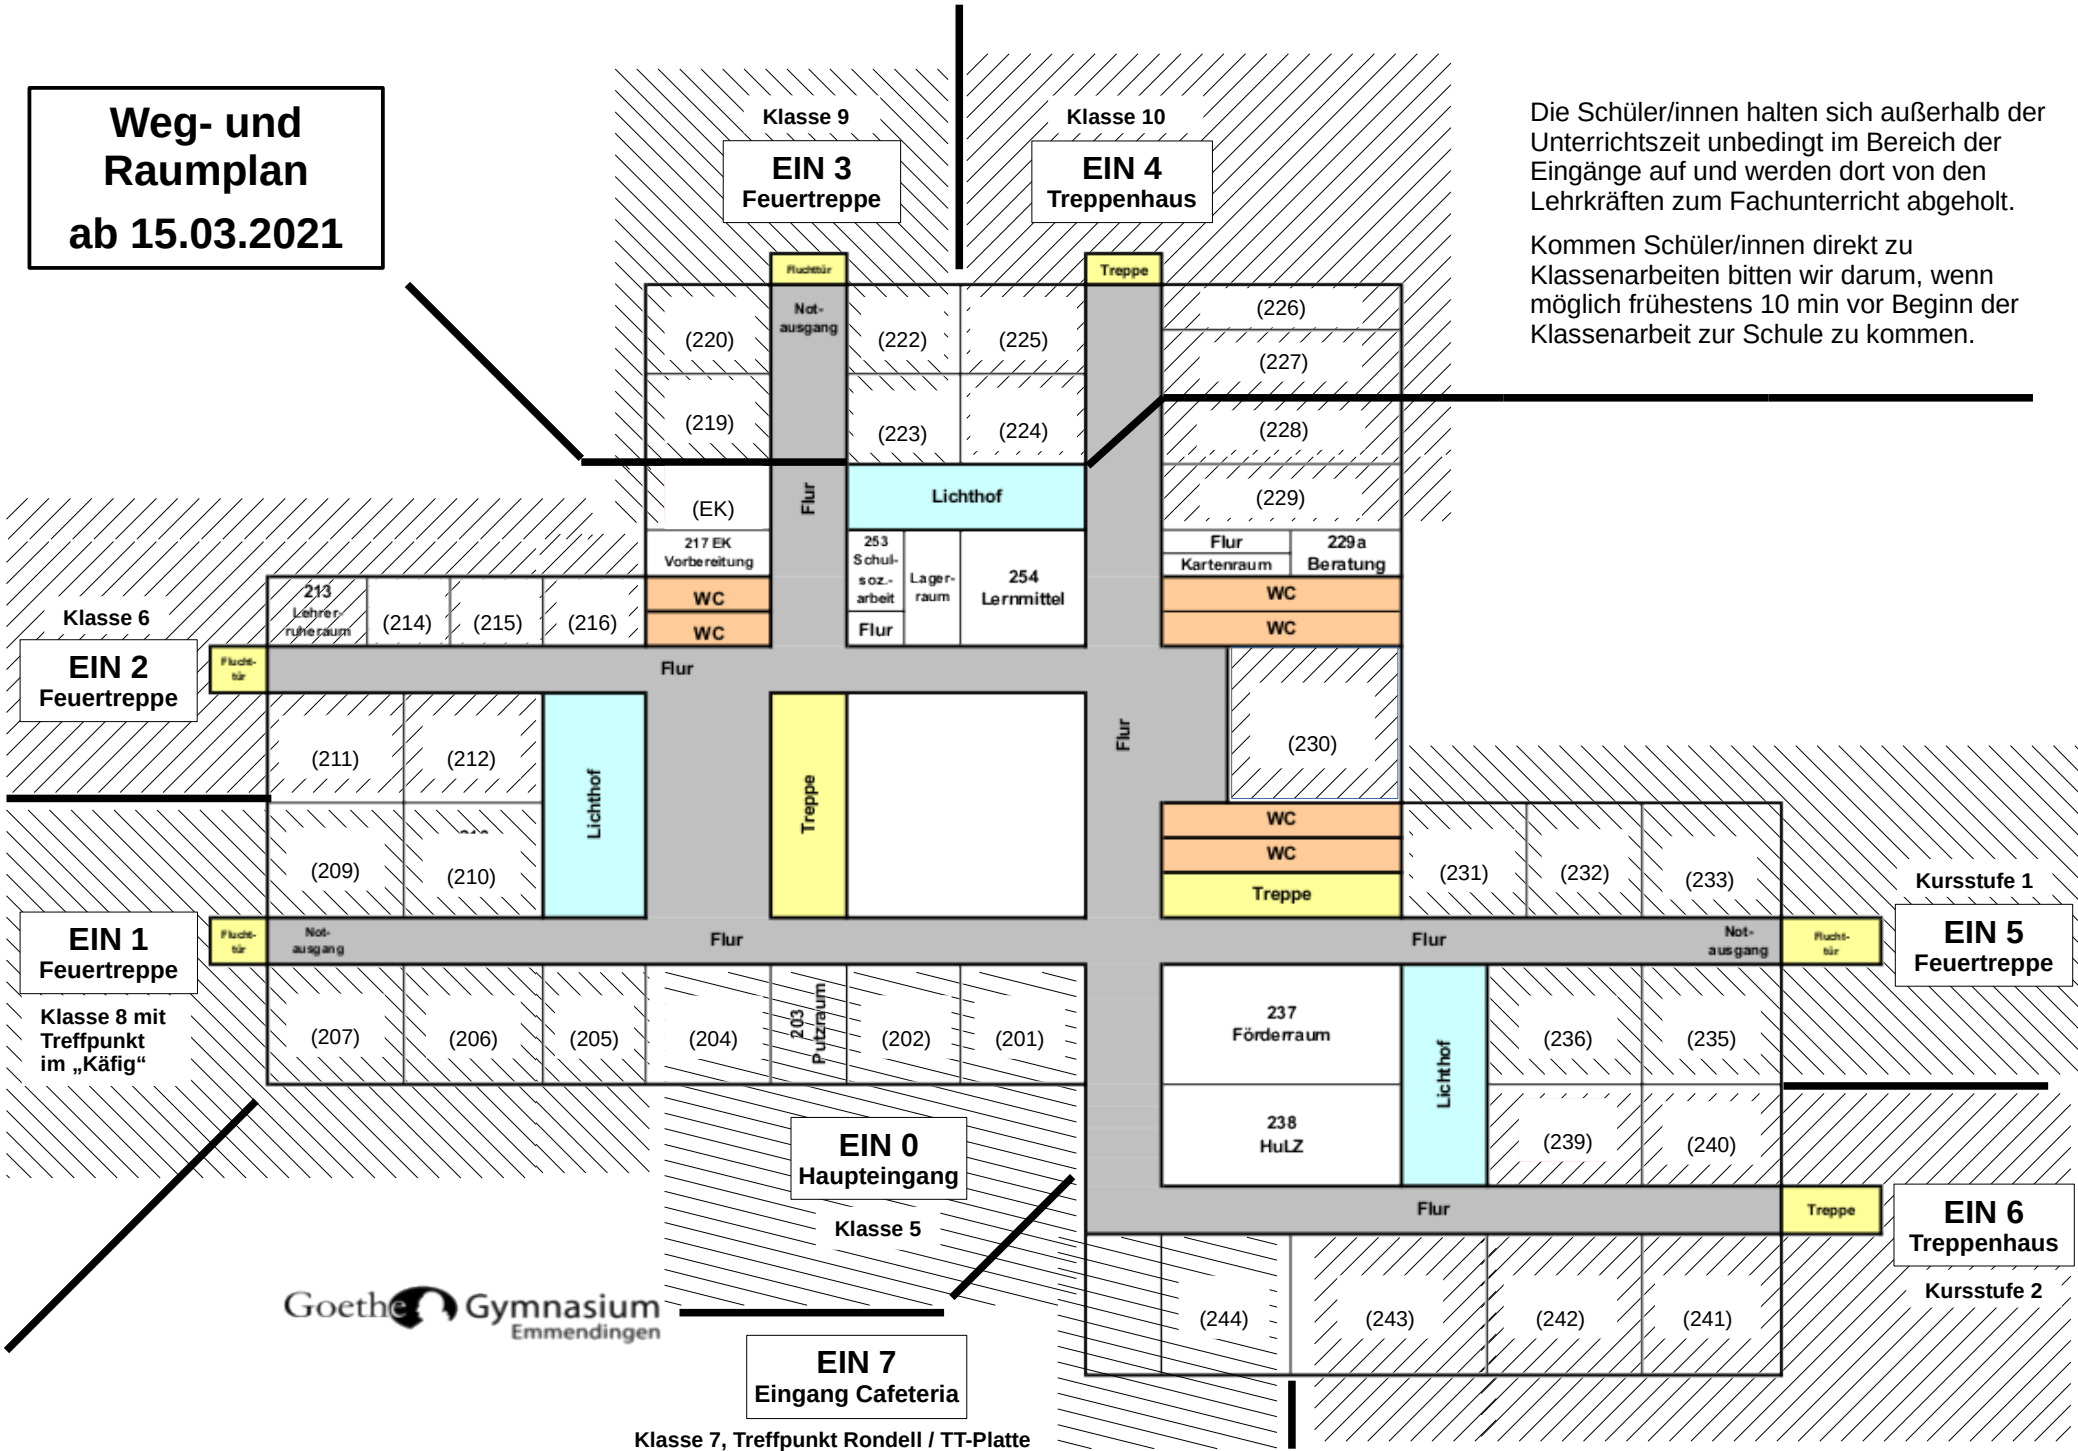 Weg- und
Raumplan
ab 15.03.2021
Klasse 9
EIN 3
Feuertreppe
Klasse 10
EIN 4
Treppenhaus
Die Schüler/innen halten sich außerhalb der
Unterrichtszeit unbedingt im Bereich der
Eingänge auf und werden dort von den
Lehrkräften zum Fachunterricht abgeholt.
Kommen Schüler/innen direkt zu
Klassenarbeiten bitten wir darum, wenn
möglich frühestens 10 min vor Beginn der
Klassenarbeit zur Schule zu kommen.
Fluchttür
Treppe
Not-
ausgang
(220)
(222)
(225)
(226)
(227)
(219)
(223)
(224)
(228)
(EK)
Flur
Lichthof
(229)
217 EK
Vorbereitung
253
Schul-
soz.-
arbeit
Flur
Lager-
raum
254
Lernmittel
Flur
Kartenraum
229a
Beratung
WC
WC
WC
WC
213
Lehrer-
ruheraum
(214)
(215)
(216)
Klasse 6
EIN 2
Feuertreppe
Flucht-
tür
Flur
(211)
(212)
Lichthof
Treppe
Flur
(230)
(209)
(210)
WC
WC
Treppe
(231)
(232)
(233)
Kursstufe 1
EIN 5
Feuertreppe
EIN 1
Feuertreppe
Klasse 8 mit
Treffpunkt
im „Käfig“
Flucht-
tür
Not-
ausgang
Flur
Flur
Not-
ausgang
Flucht-
tür
(207)
(206)
(205)
(204)
203
Putzraum
(202)
(201)
237
Förderraum
Lichthof
(236)
(235)
238
HuLZ
(239)
(240)
EIN 0
Haupteingang
Klasse 5
Flur
Treppe
EIN 6
Treppenhaus
Kursstufe 2
(244)
(243)
(242)
(241)
Goethe Gymnasium
Emmendingen
EIN 7
Eingang Cafeteria
Klasse 7, Treffpunkt Rondell / TT-Platte